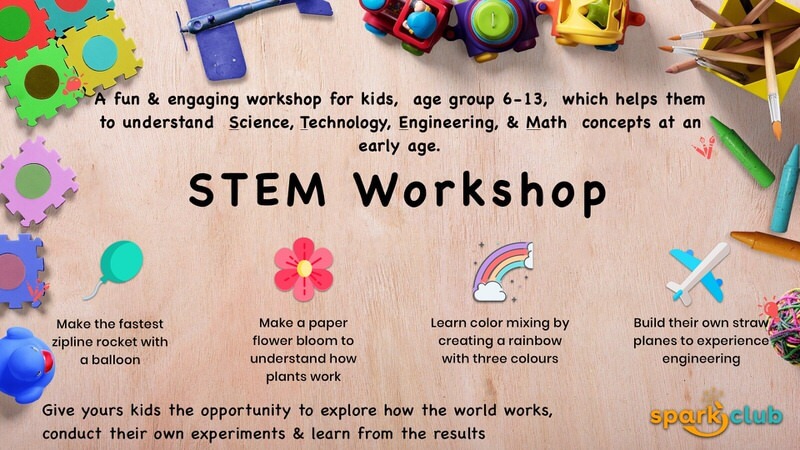 A fun & engaging workshop for kids, age group 6-13, which helps them
to understand Science, Technology, Engineering, & Math concepts at an
early age.
STEM Workshop
Make the fastest
zipline rocket with
a balloon
Make a paper
flower bloom to
understand how
plants work
Learn color mixing by
creating a rainbow
with three colours
Build their own straw
planes to experience
engineering
Give yours kids the opportunity to explore how the world works,
conduct their own experiments & learn from the results
spark club